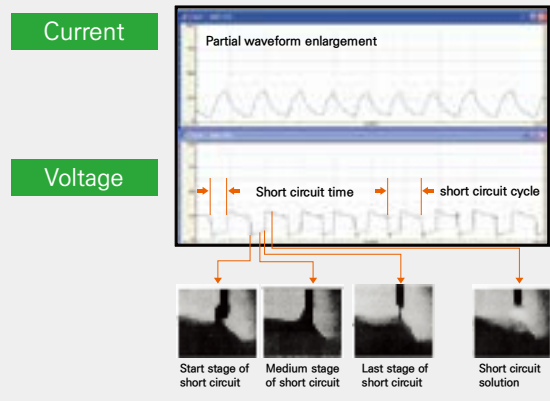 Current
Partial waveform enlargement
Voltage
Short circuit time
short circuit cycle
Start stage of
short circuit
Medium stage
of short circuit
Last stage of
short circuit
Short circuit
solution